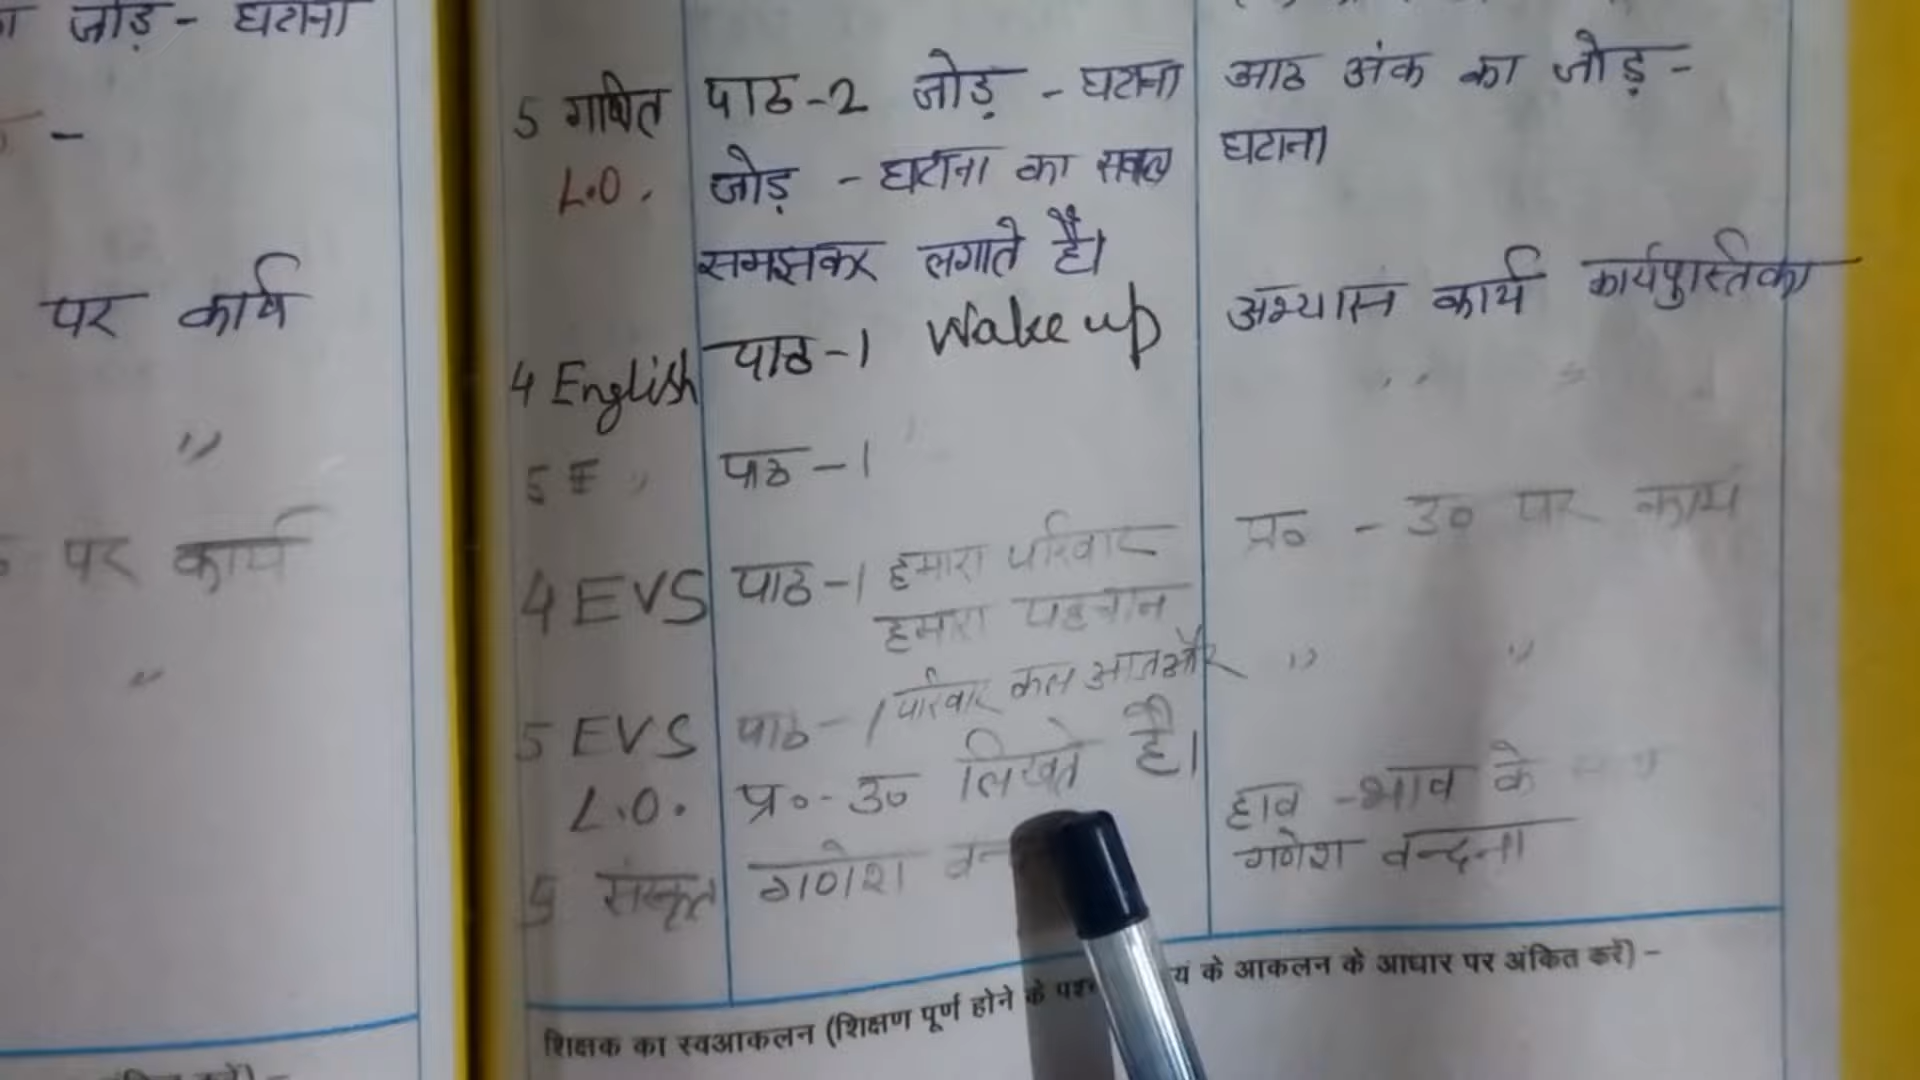 जोड़ - घटाना
पर कार्य
"
पर कार्य
"
5 गणित पाठ-2 जोड़ - घटाना आठ अंक का जोड़ -
L.O. जोड़ - घटाना का सवाल घटाना
समझकर लगाते हैं।
4 English पाठ-1 Wake up अभ्यास कार्य कार्यपुस्तिका
5 E " पाठ-1
4 EVS पाठ-1 हमारा परिवार प्र० - उ० पर कार्य
हमारा पहचान
5 EVS पाठ-1 परिवार कल आज और " "
L.O. प्र०-उ० लिखते हैं।
5 संस्कृत गणेश हाव-भाव के
गणेश वन्दना
शिक्षक का स्वआकलन (शिक्षण पूर्ण होने के के आकलन के आधार पर अंकित करें) –